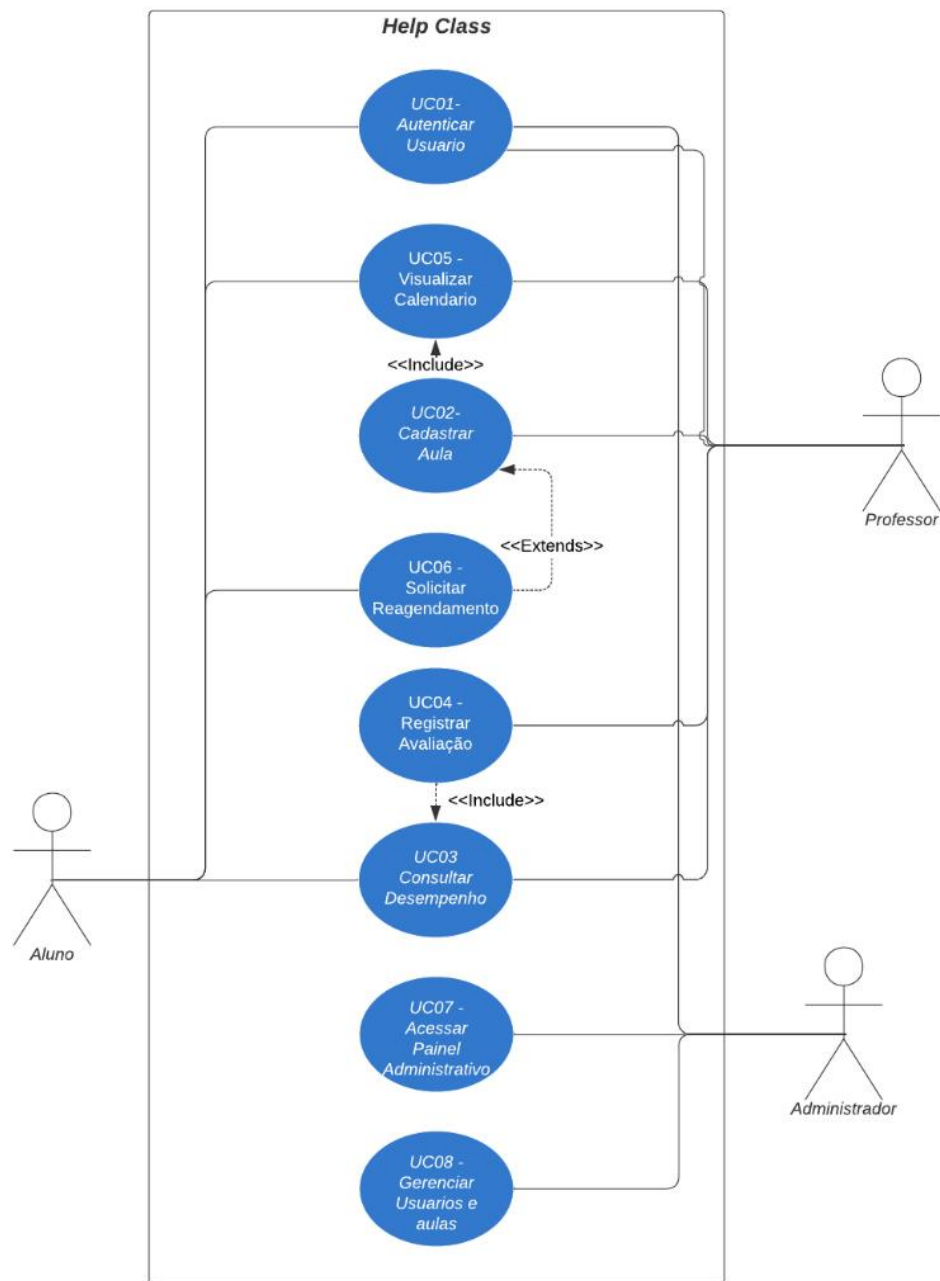 Help Class
UC01-
Autenticar
Usuario
UC05 -
Visualizar
Calendario
<<Include>>
UC02-
Cadastrar
Aula
Professor
<<Extends>>
UC06 -
Solicitar
Reagendamento
UC04 -
Registrar
Avaliação
<<Include>>
UC03
Consultar
Desempenho
Aluno
UC07 -
Acessar
Painel
Administrativo
Administrador
UC08 -
Gerenciar
Usuarios e
aulas